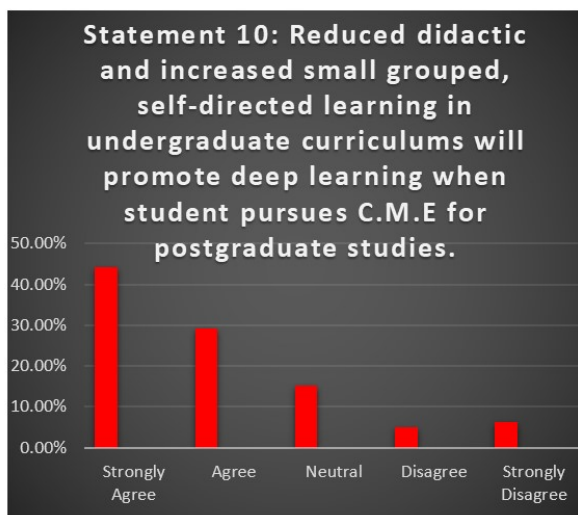 Statement 10: Reduced didactic
and increased small grouped,
self-directed learning in
undergraduate curriculums will
promote deep learning when
student pursues C.M.E for
postgraduate studies.
50.00%
40.00%
30.00%
20.00%
10.00%
0.00%
Strongly Agree Neutral Disagree Strongly
Agree Disagree